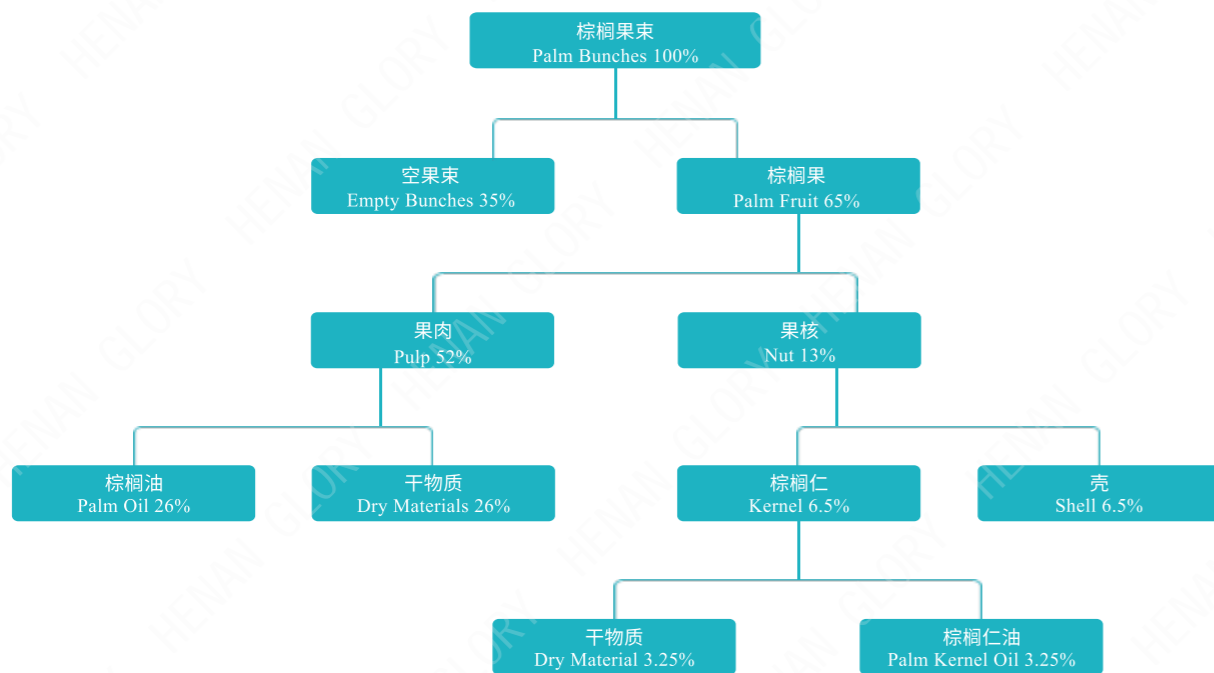 棕榈果束
Palm Bunches 100%
空果束
Empty Bunches 35%
棕榈果
Palm Fruit 65%
果肉
Pulp 52%
果核
Nut 13%
棕榈油
Palm Oil 26%
干物质
Dry Materials 26%
棕榈仁
Kernel 6.5%
壳
Shell 6.5%
干物质
Dry Material 3.25%
棕榈仁油
Palm Kernel Oil 3.25%
HENAN GLORY